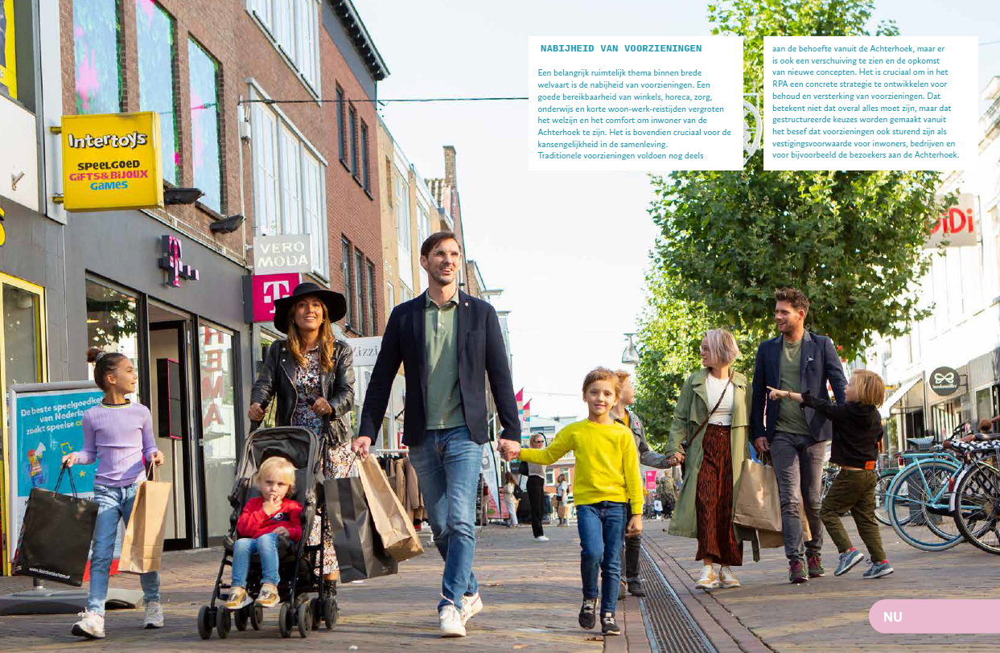 NABIJHEID VAN VOORZIENINGEN
Een belangrijk ruimtelijk thema binnen brede
welvaart is de nabijheid van voorzieningen. Een
goede bereikbaarheid van winkels, horeca, zorg,
onderwijs en korte woon-werk-reistijden vergroten
het welzijn en het comfort om inwoner van de
Achterhoek te zijn. Het is bovendien cruciaal voor de
kansengelijkheid in de samenleving.
Traditionele voorzieningen voldoen nog deels
aan de behoefte vanuit de Achterhoek, maar er
is ook een verschuiving te zien en de opkomst
van nieuwe concepten. Het is cruciaal om in het
RPA een concrete strategie te ontwikkelen voor
behoud en versterking van voorzieningen. Dat
betekent niet dat overal alles moet zijn, maar dat
gestructureerde keuzes worden gemaakt vanuit
het besef dat voorzieningen ook sturend zijn als
vestigingsvoorwaarde voor inwoners, bedrijven en
voor bijvoorbeeld de bezoekers aan de Achterhoek.
Intertoys
SPEELGOED
GIFTS & BIJOUX
GAMES
T
VERO
MODA
T
DiDi
HEMA
Zizzi
De beste speelgoed
van Nederla
zoekt speelse
NU